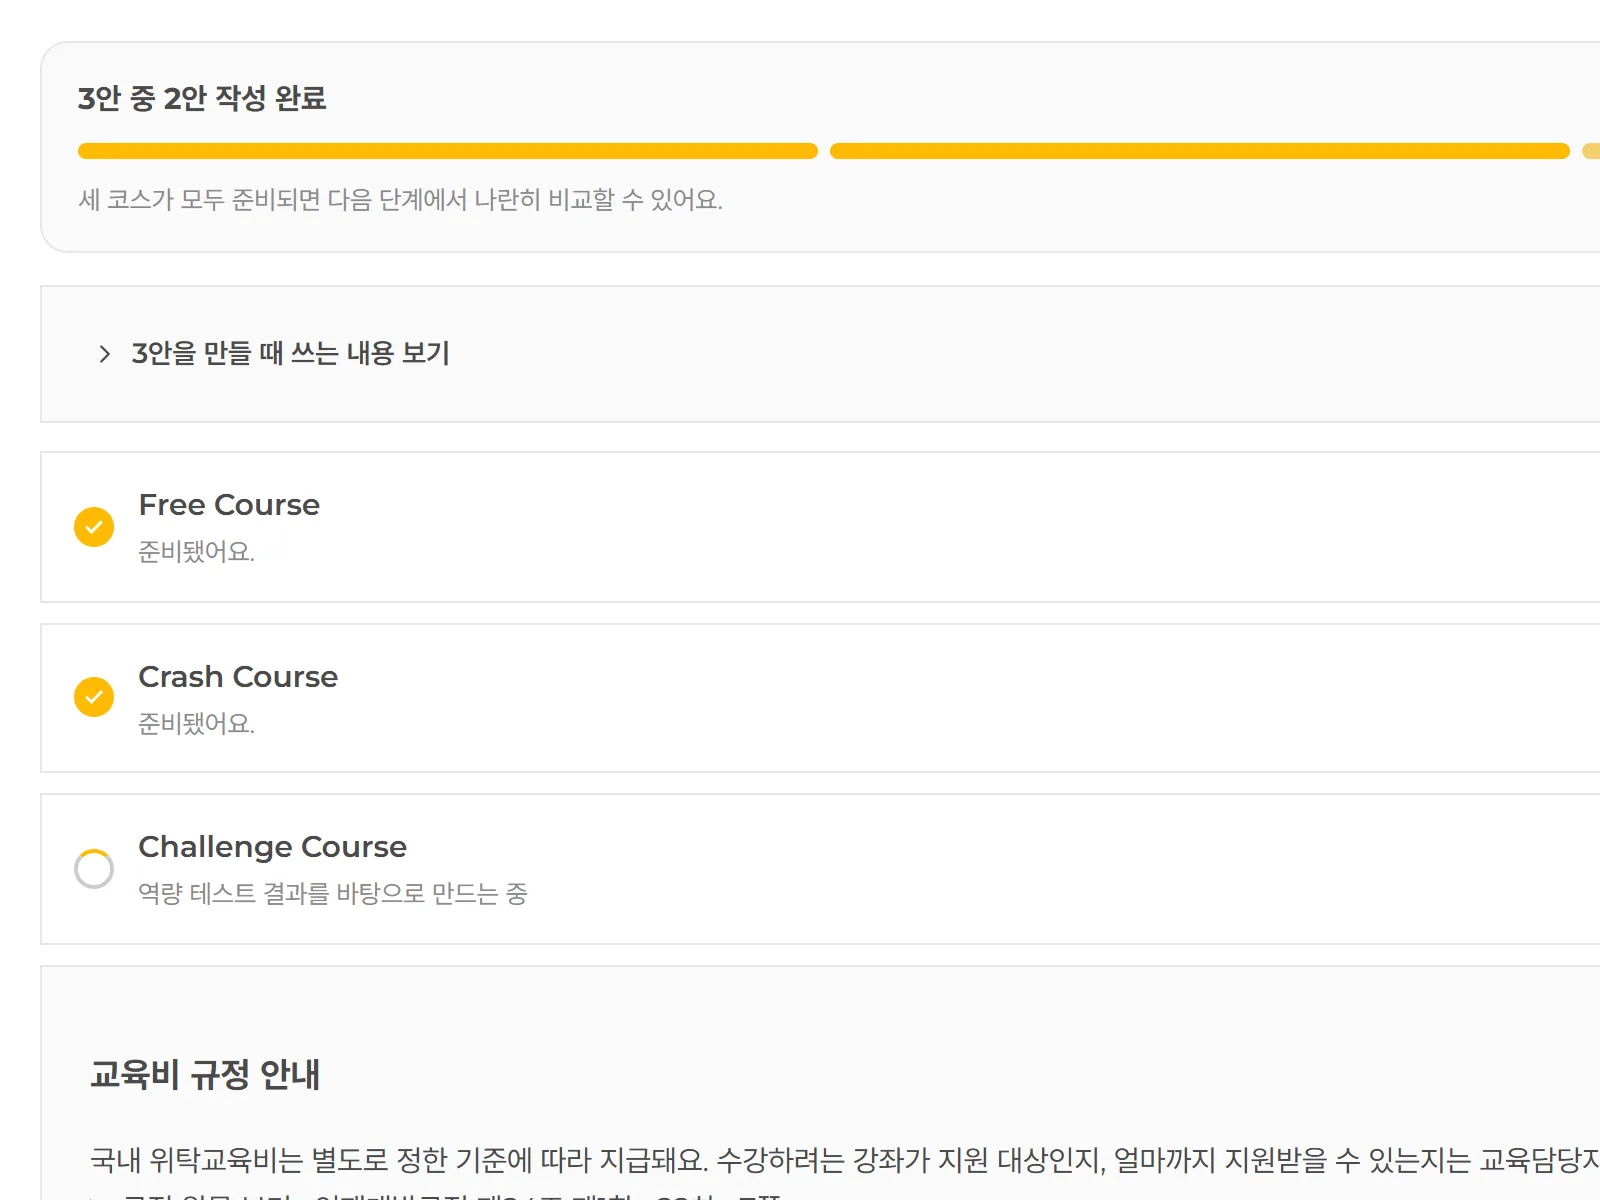 3안 중 2안 작성 완료
세 코스가 모두 준비되면 다음 단계에서 나란히 비교할 수 있어요.
3안을 만들 때 쓰는 내용 보기
Free Course
준비됐어요.
Crash Course
준비됐어요.
Challenge Course
역량 테스트 결과를 바탕으로 만드는 중
교육비 규정 안내
국내 위탁교육비는 별도로 정한 기준에 따라 지급돼요. 수강하려는 강좌가 지원 대상인지, 얼마까지 지원받을 수 있는지는